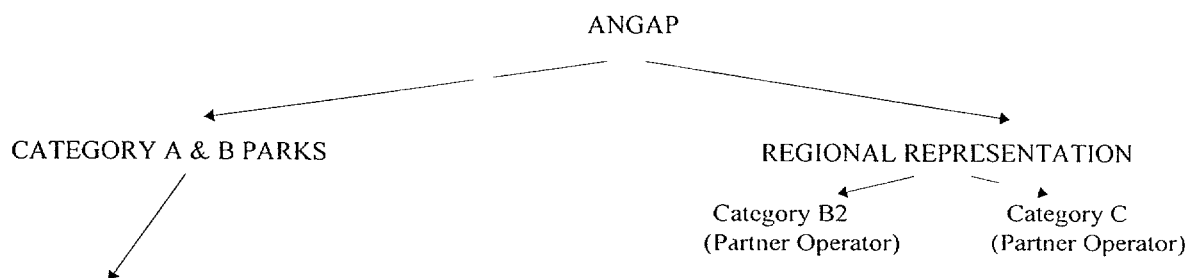 ANGAP
CATEGORY A & B PARKS
REGIONAL REPRESENTATION
Category B2
(Partner Operator)
Category C
(Partner Operator)